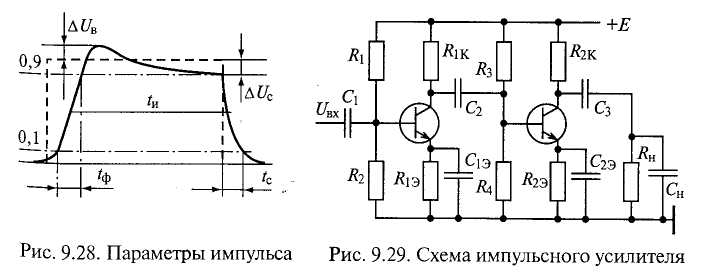 ΔUв
0,9
ΔUс
tи
0,1
tф
tс
Рис. 9.28. Параметры импульса
+E
R1
R1К
R3
R2К
C1
C2
C3
Uвх
R2
R1Э
C1Э
R4
R2Э
C2Э
Rн
Cн
Рис. 9.29. Схема импульсного усилителя